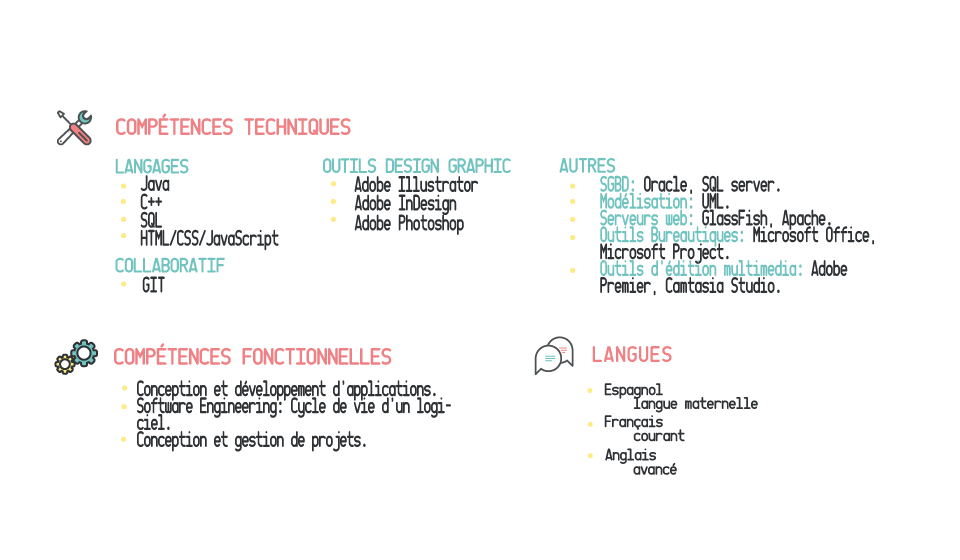 COMPÉTENCES TECHNIQUES
LANGAGES
Java
C++
SQL
HTML/CSS/JavaScript
COLLABORATIF
GIT
OUTILS DESIGN GRAPHIC
Adobe Illustrator
Adobe InDesign
Adobe Photoshop
AUTRES
SGBD: Oracle, SQL server.
Modélisation: UML.
Serveurs web: GlassFish, Apache.
Outils Bureautiques: Microsoft Office,
Microsoft Project.
Outils d'édition multimedia: Adobe
Premier, Camtasia Studio.
COMPÉTENCES FONCTIONNELLES
Conception et développement d'applications.
Software Engineering: Cycle de vie d'un logi-
ciel.
Conception et gestion de projets.
LANGUES
Espagnol
langue maternelle
Français
courant
Anglais
avancé